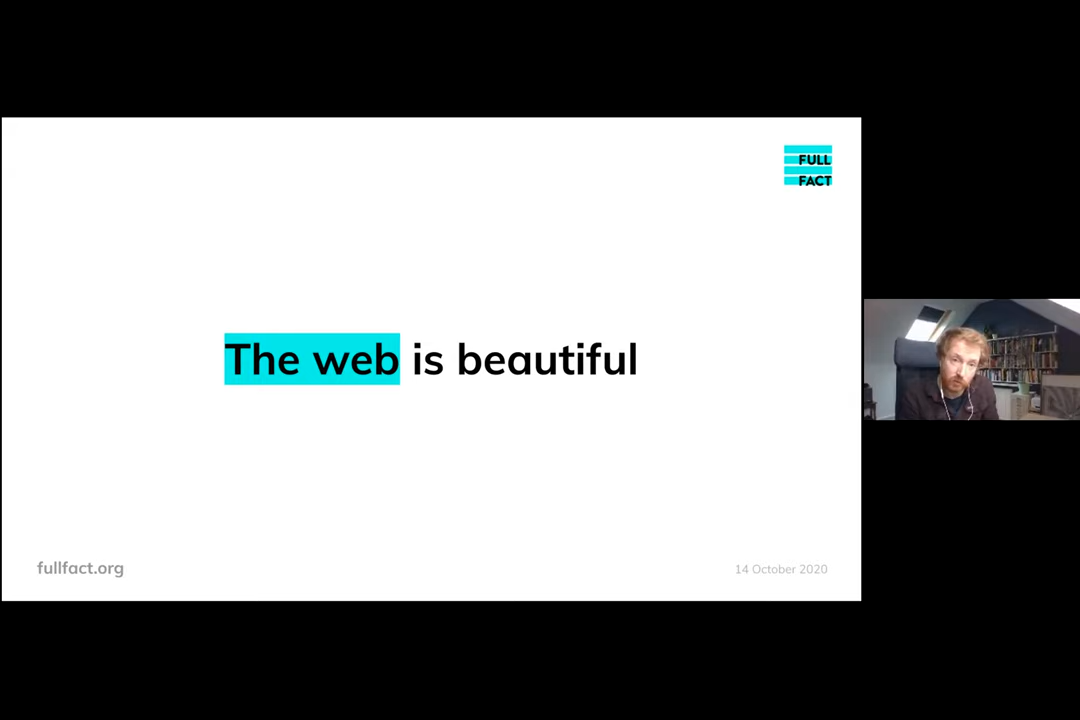 FULL
FACT
The web is beautiful
fullfact.org
14 October 2020